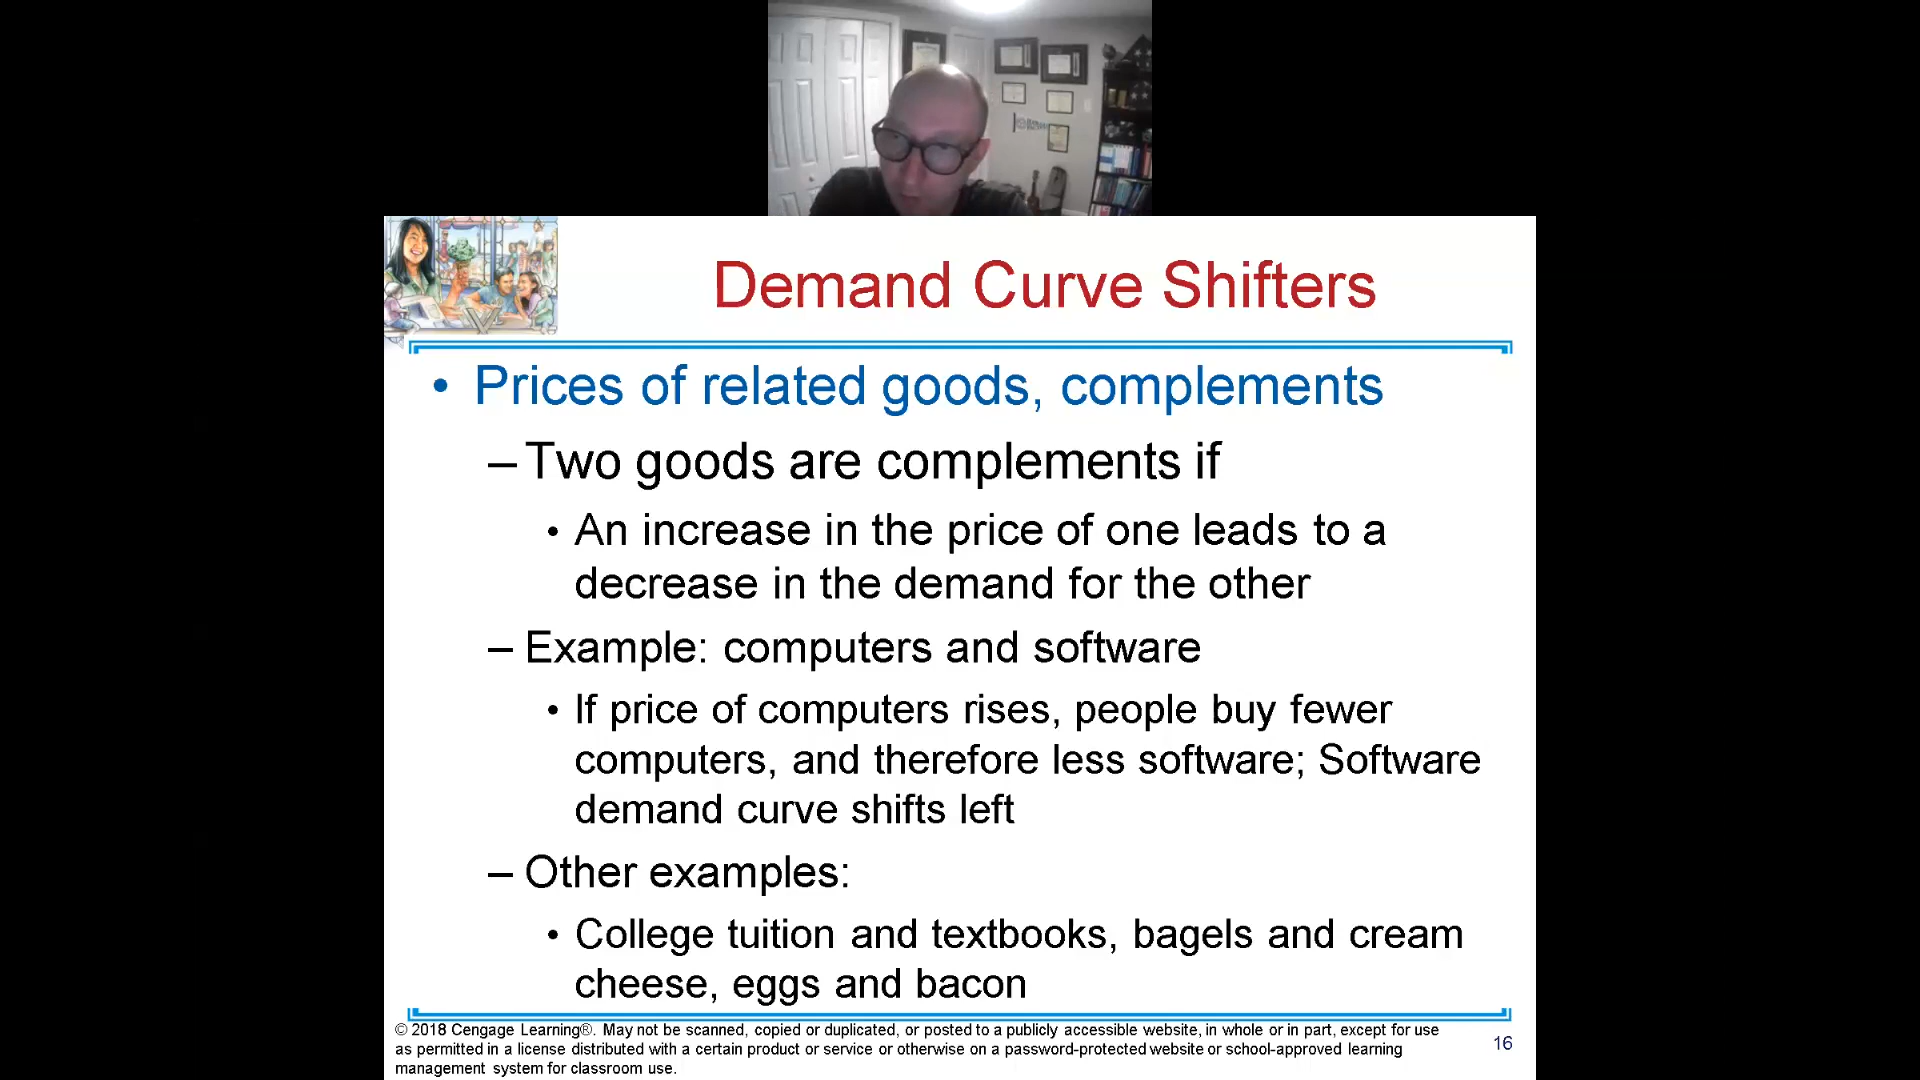 Demand Curve Shifters
• Prices of related goods, complements
– Two goods are complements if
• An increase in the price of one leads to a
decrease in the demand for the other
– Example: computers and software
• If price of computers rises, people buy fewer
computers, and therefore less software; Software
demand curve shifts left
– Other examples:
• College tuition and textbooks, bagels and cream
cheese, eggs and bacon
© 2018 Cengage Learning®. May not be scanned, copied or duplicated, or posted to a publicly accessible website, in whole or in part, except for use
as permitted in a license distributed with a certain product or service or otherwise on a password-protected website or school-approved learning
management system for classroom use.
16